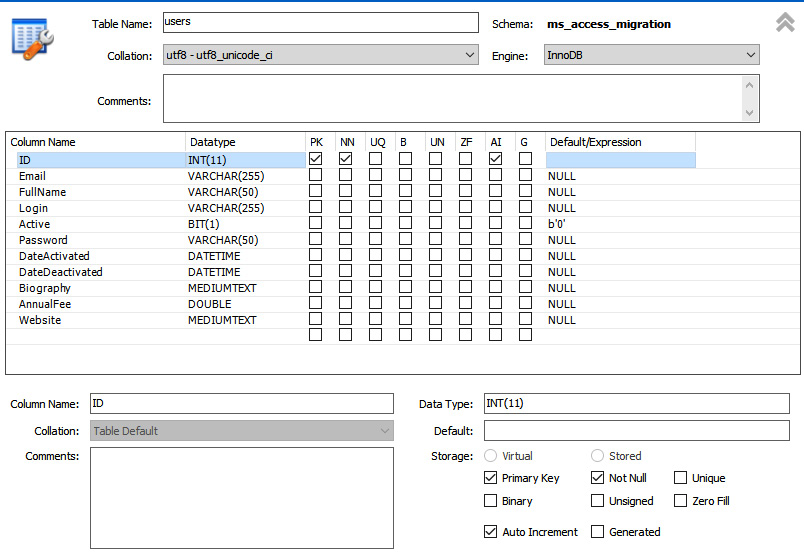 Table Name: users Schema: ms_access_migration
Collation: utf8 - utf8_unicode_ci Engine: InnoDB
Comments:
Column Name Datatype PK NN UQ B UN ZF AI G Default/Expression
ID INT(11)
Email VARCHAR(255) NULL
FullName VARCHAR(50) NULL
Login VARCHAR(255) NULL
Active BIT(1) b'0'
Password VARCHAR(50) NULL
DateActivated DATETIME NULL
DateDeactivated DATETIME NULL
Biography MEDIUMTEXT NULL
AnnualFee DOUBLE NULL
Website MEDIUMTEXT NULL
Column Name: ID Data Type: INT(11)
Collation: Table Default Default:
Comments: Storage: Virtual Stored
Primary Key Not Null Unique
Binary Unsigned Zero Fill
Auto Increment Generated